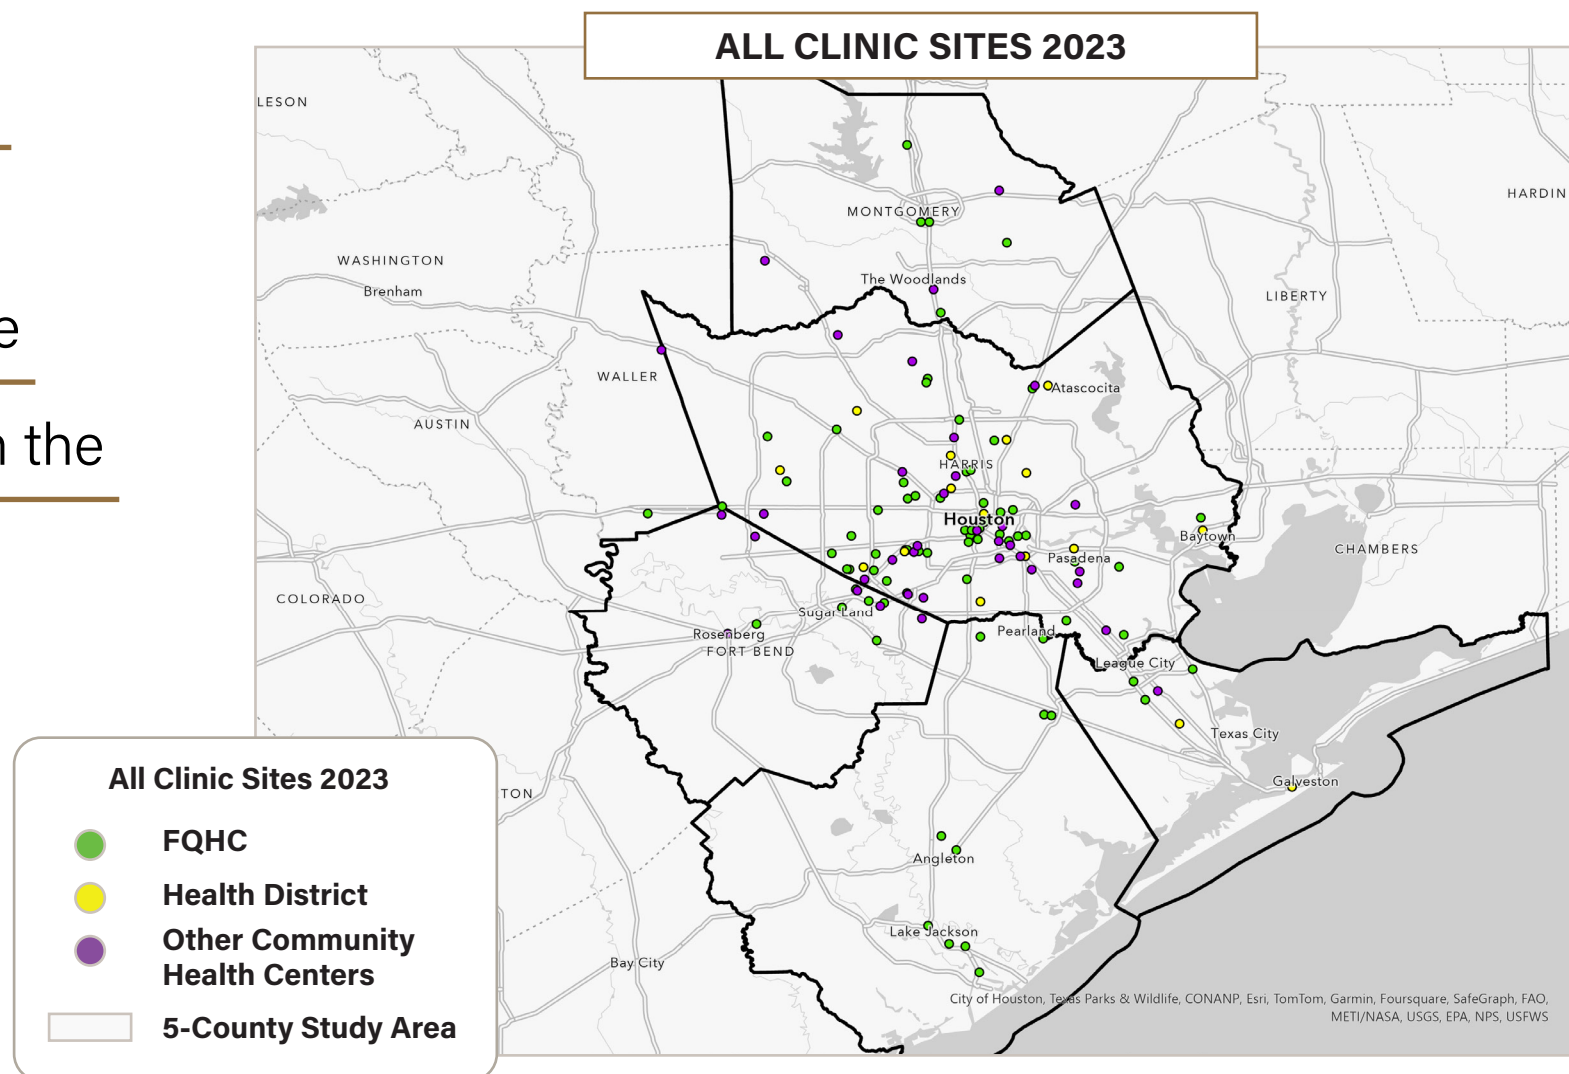 ALL CLINIC SITES 2023
LESON
HARDIN
MONTGOMERY
WASHINGTON
Brenham
The Woodlands
LIBERTY
e
WALLER
Atascocita
AUSTIN
n the
HARRIS
Houston
Baytown
CHAMBERS
Pasadena
COLORADO
Sugar Land
Rosenberg
Pearland
FORT BEND
League City
Texas City
Galveston
TON
Angleton
Lake Jackson
Bay City
All Clinic Sites 2023
FQHC
Health District
Other Community
Health Centers
5-County Study Area
City of Houston, Texas Parks & Wildlife, CONANP, Esri, TomTom, Garmin, Foursquare, SafeGraph, FAO,
METI/NASA, USGS, EPA, NPS, USFWS